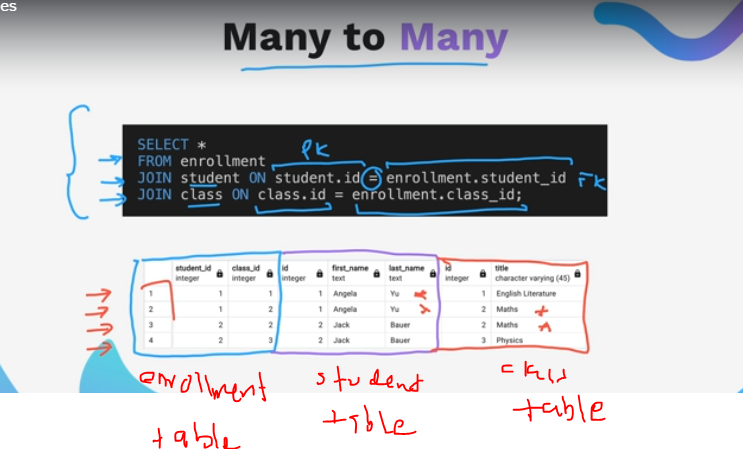 es
Many to Many
SELECT *
PK
FROM enrollment
JOIN student ON student.id = enrollment.student_id
FK
JOIN class ON class.id = enrollment.class_id;
student_id class_id id first_name last_name id title
integer integer integer text text integer character varying (45)
1 1 1 1 Angela Yu 1 English Literature
2 1 2 1 Angela Yu 2 Maths
3 2 2 2 Jack Bauer 2 Maths
4 2 3 2 Jack Bauer 3 Physics
enrollment student
table table table